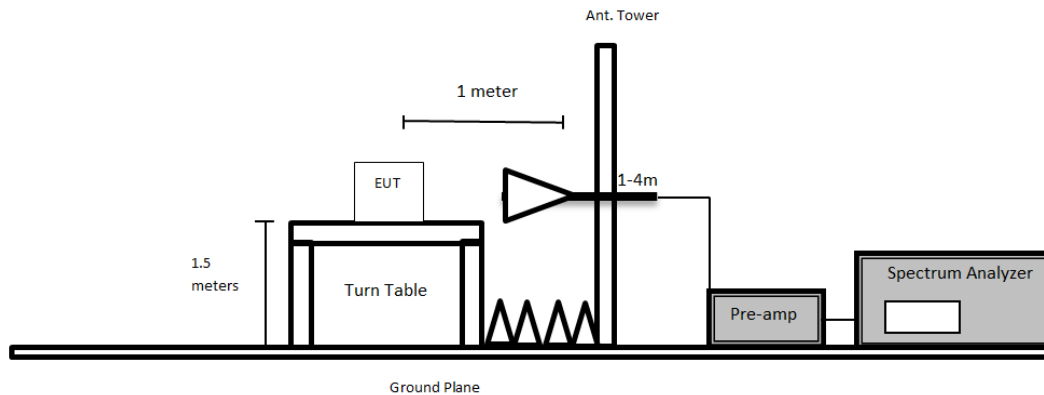 Ant. Tower
1 meter
EUT
1-4m
1.5
meters
Turn Table
Spectrum Analyzer
Pre-amp
Ground Plane